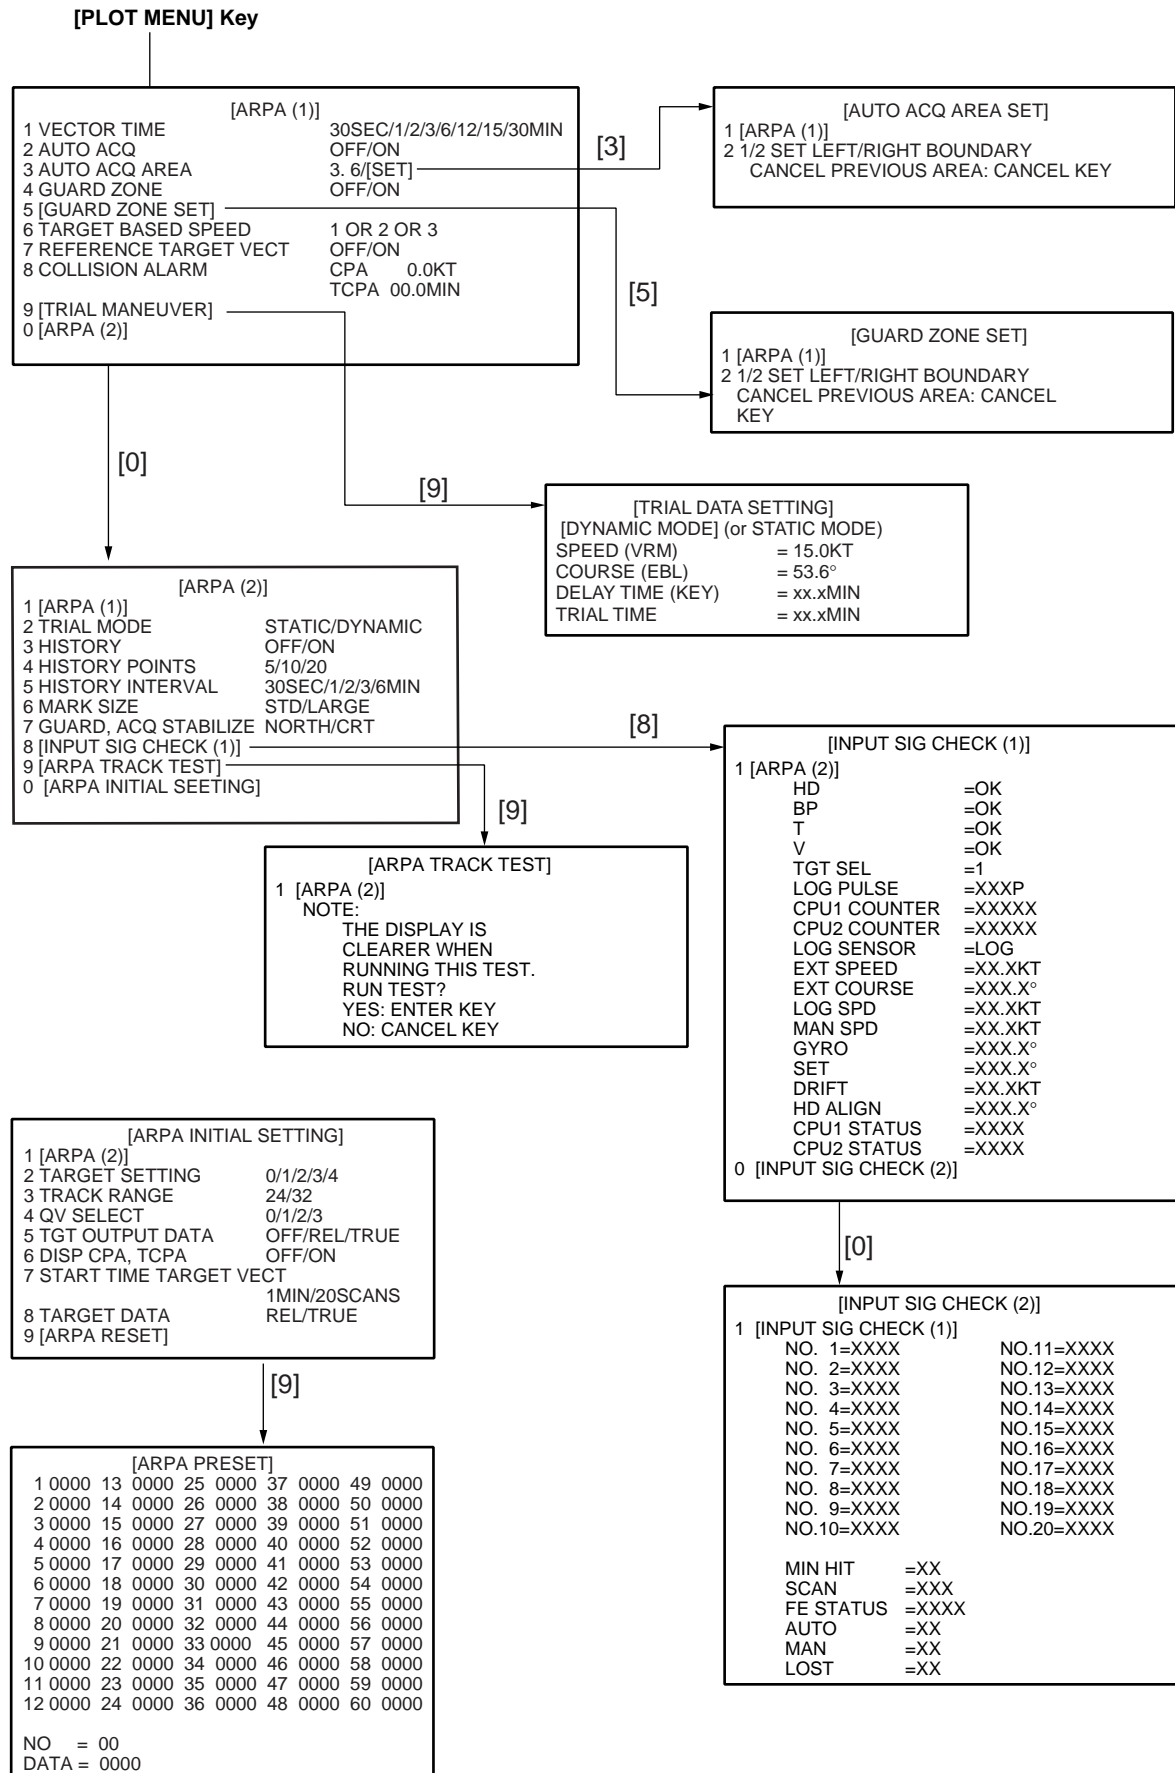 [PLOT MENU] Key
[ARPA (1)]
1 VECTOR TIME 30SEC/1/2/3/6/12/15/30MIN
2 AUTO ACQ OFF/ON
3 AUTO ACQ AREA 3. 6/[SET]
4 GUARD ZONE OFF/ON
5 [GUARD ZONE SET]
6 TARGET BASED SPEED 1 OR 2 OR 3
7 REFERENCE TARGET VECT OFF/ON
8 COLLISION ALARM CPA 0.0KT
TCPA 00.0MIN
9 [TRIAL MANEUVER]
0 [ARPA (2)]
[3]
[AUTO ACQ AREA SET]
1 [ARPA (1)]
2 1/2 SET LEFT/RIGHT BOUNDARY
CANCEL PREVIOUS AREA: CANCEL KEY
[5]
[GUARD ZONE SET]
1 [ARPA (1)]
2 1/2 SET LEFT/RIGHT BOUNDARY
CANCEL PREVIOUS AREA: CANCEL
KEY
[0]
[9]
[TRIAL DATA SETTING]
[DYNAMIC MODE] (or STATIC MODE)
SPEED (VRM) = 15.0KT
COURSE (EBL) = 53.6°
DELAY TIME (KEY) = xx.xMIN
TRIAL TIME = xx.xMIN
[ARPA (2)]
1 [ARPA (1)]
2 TRIAL MODE STATIC/DYNAMIC
3 HISTORY OFF/ON
4 HISTORY POINTS 5/10/20
5 HISTORY INTERVAL 30SEC/1/2/3/6MIN
6 MARK SIZE STD/LARGE
7 GUARD, ACQ STABILIZE NORTH/CRT
8 [INPUT SIG CHECK (1)]
9 [ARPA TRACK TEST]
0 [ARPA INITIAL SEETING]
[8]
[9]
[ARPA TRACK TEST]
1 [ARPA (2)]
NOTE:
THE DISPLAY IS
CLEARER WHEN
RUNNING THIS TEST.
RUN TEST?
YES: ENTER KEY
NO: CANCEL KEY
[INPUT SIG CHECK (1)]
1 [ARPA (2)]
HD =OK
BP =OK
T =OK
V =OK
TGT SEL =1
LOG PULSE =XXXP
CPU1 COUNTER =XXXXX
CPU2 COUNTER =XXXXX
LOG SENSOR =LOG
EXT SPEED =XX.XKT
EXT COURSE =XXX.X°
LOG SPD =XX.XKT
MAN SPD =XX.XKT
GYRO =XXX.X°
SET =XXX.X°
DRIFT =XX.XKT
HD ALIGN =XXX.X°
CPU1 STATUS =XXXX
CPU2 STATUS =XXXX
0 [INPUT SIG CHECK (2)]
[ARPA INITIAL SETTING]
1 [ARPA (2)]
2 TARGET SETTING 0/1/2/3/4
3 TRACK RANGE 24/32
4 QV SELECT 0/1/2/3
5 TGT OUTPUT DATA OFF/REL/TRUE
6 DISP CPA, TCPA OFF/ON
7 START TIME TARGET VECT
1MIN/20SCANS
8 TARGET DATA REL/TRUE
9 [ARPA RESET]
[0]
[INPUT SIG CHECK (2)]
1 [INPUT SIG CHECK (1)]
NO. 1=XXXX NO.11=XXXX
NO. 2=XXXX NO.12=XXXX
NO. 3=XXXX NO.13=XXXX
NO. 4=XXXX NO.14=XXXX
NO. 5=XXXX NO.15=XXXX
NO. 6=XXXX NO.16=XXXX
NO. 7=XXXX NO.17=XXXX
NO. 8=XXXX NO.18=XXXX
NO. 9=XXXX NO.19=XXXX
NO.10=XXXX NO.20=XXXX
MIN HIT =XX
SCAN =XXX
FE STATUS =XXXX
AUTO =XX
MAN =XX
LOST =XX
[9]
[ARPA PRESET]
1 0000 13 0000 25 0000 37 0000 49 0000
2 0000 14 0000 26 0000 38 0000 50 0000
3 0000 15 0000 27 0000 39 0000 51 0000
4 0000 16 0000 28 0000 40 0000 52 0000
5 0000 17 0000 29 0000 41 0000 53 0000
6 0000 18 0000 30 0000 42 0000 54 0000
7 0000 19 0000 31 0000 43 0000 55 0000
8 0000 20 0000 32 0000 44 0000 56 0000
9 0000 21 0000 33 0000 45 0000 57 0000
10 0000 22 0000 34 0000 46 0000 58 0000
11 0000 23 0000 35 0000 47 0000 59 0000
12 0000 24 0000 36 0000 48 0000 60 0000
NO = 00
DATA = 0000